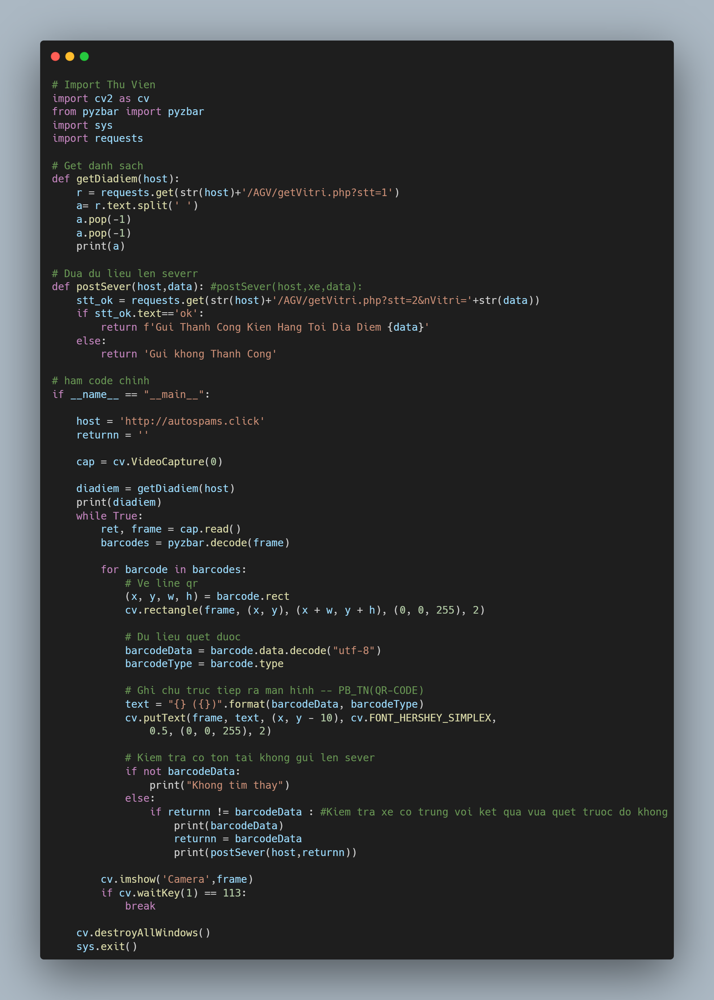 # Import Thu Vien
import cv2 as cv
from pyzbar import pyzbar
import sys
import requests

# Get danh sach
def getDiadiem(host):
    r = requests.get(str(host)+'/AGV/getVitri.php?stt=1')
    a= r.text.split(' ')
    a.pop(-1)
    a.pop(-1)
    print(a)

# Dua du lieu len severr
def postSever(host,data): #postSever(host,xe,data):
    stt_ok = requests.get(str(host)+'/AGV/getVitri.php?stt=2&nVitri='+str(data))
    if stt_ok.text=='ok':
        return f'Gui Thanh Cong Kien Hang Toi Dia Diem {data}'
    else:
        return 'Gui khong Thanh Cong'

# ham code chinh
if __name__ == "__main__":

    host = 'http://autospams.click'
    returnn = ''

    cap = cv.VideoCapture(0)

    diadiem = getDiadiem(host)
    print(diadiem)
    while True:
        ret, frame = cap.read()
        barcodes = pyzbar.decode(frame)

        for barcode in barcodes:
            # Ve line qr
            (x, y, w, h) = barcode.rect
            cv.rectangle(frame, (x, y), (x + w, y + h), (0, 0, 255), 2)

            # Du lieu quet duoc
            barcodeData = barcode.data.decode("utf-8")
            barcodeType = barcode.type

            # Ghi chu truc tiep ra man hinh -- PB_TN(QR-CODE)
            text = "{} ({})".format(barcodeData, barcodeType)
            cv.putText(frame, text, (x, y - 10), cv.FONT_HERSHEY_SIMPLEX,
                0.5, (0, 0, 255), 2)

            # Kiem tra co ton tai khong gui len sever
            if not barcodeData:
                print("Khong tim thay")
            else:
                if returnn != barcodeData : #Kiem tra xe co trung voi ket qua vua quet truoc do khong
                    print(barcodeData)
                    returnn = barcodeData
                    print(postSever(host,returnn))

        cv.imshow('Camera',frame)
        if cv.waitKey(1) == 113:
            break

    cv.destroyAllWindows()
    sys.exit()